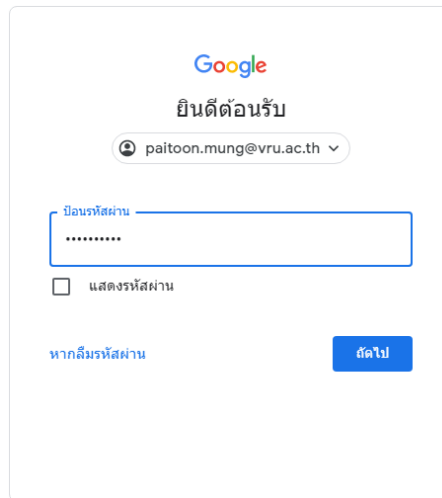 Google
ยินดีต้อนรับ
paitoon.mung@vru.ac.th
ป้อนรหัสผ่าน
••••••••••
แสดงรหัสผ่าน
หากลืมรหัสผ่าน
ถัดไป